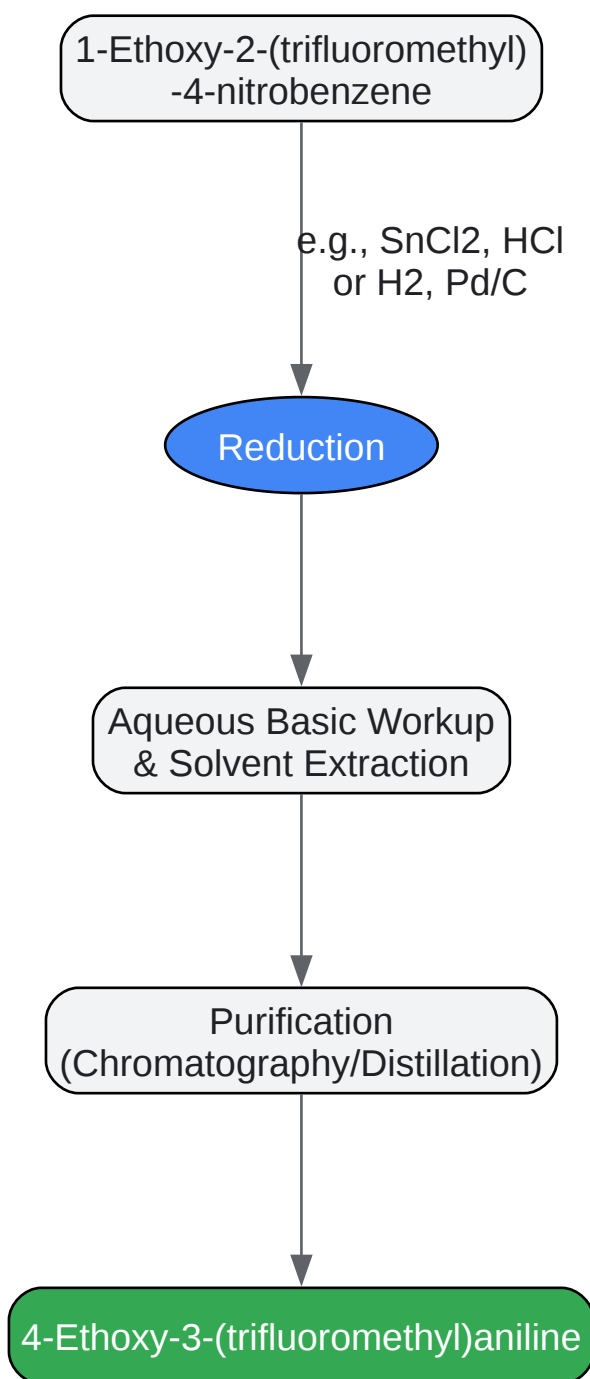 1-Ethoxy-2-(trifluoromethyl)
-4-nitrobenzene
e.g., SnCl2, HCl
or H2, Pd/C
Reduction
Aqueous Basic Workup
& Solvent Extraction
Purification
(Chromatography/Distillation)
4-Ethoxy-3-(trifluoromethyl)aniline